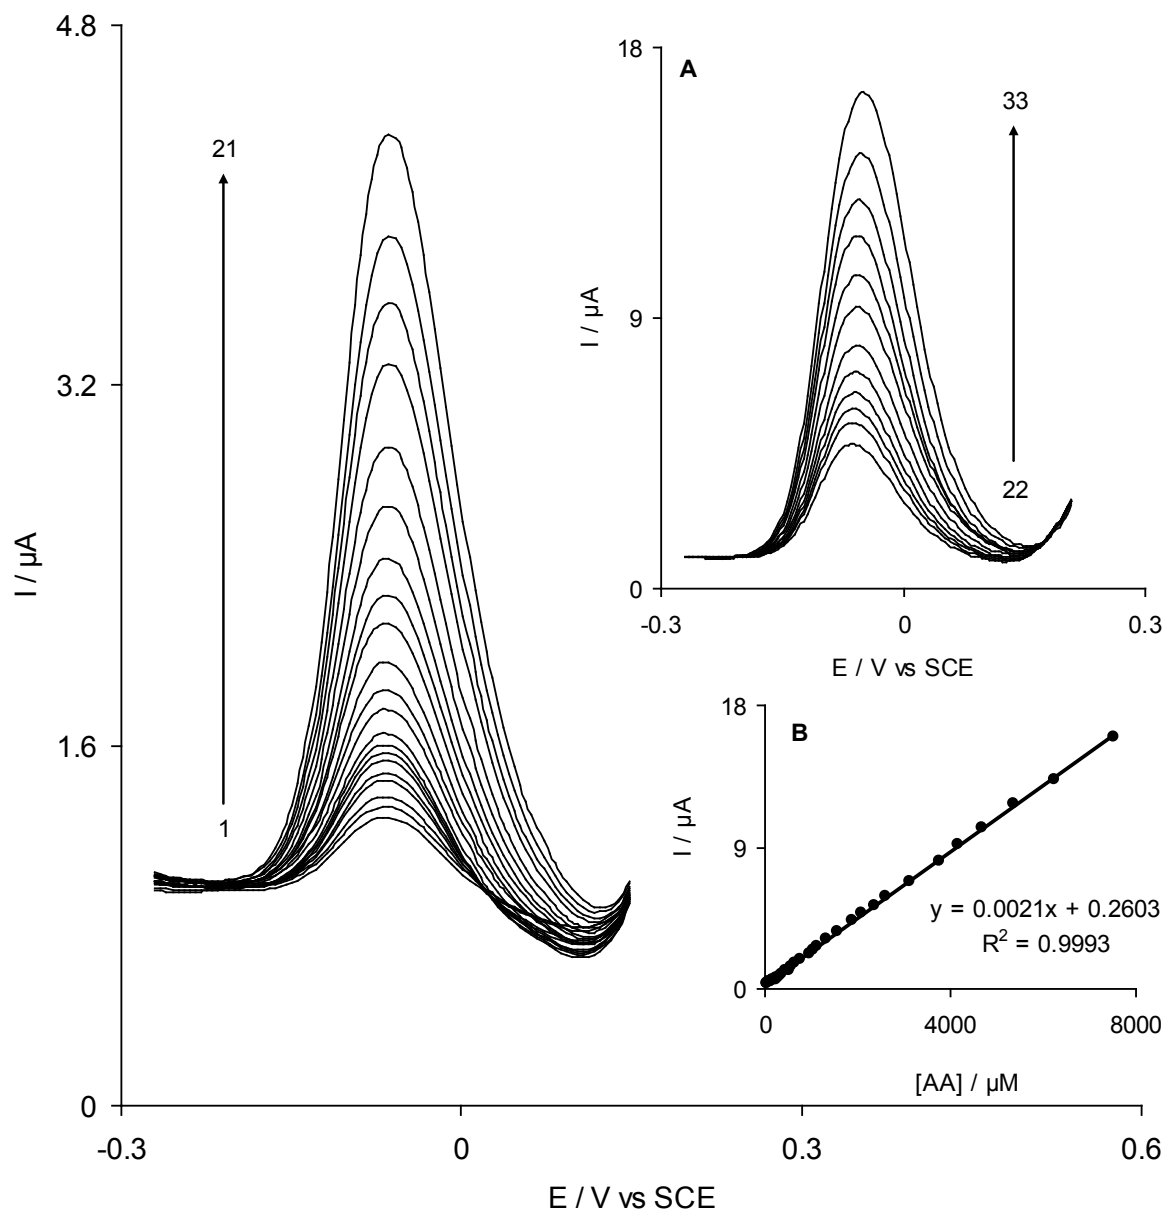 4.8
3.2
1.6
0
-0.3
0
0.3
0.6
I / µA
E / V vs SCE
21
1
A
18
9
0
-0.3
0
0.3
I / µA
E / V vs SCE
33
22
B
18
9
0
0
4000
8000
I / µA
[AA] / µM
y = 0.0021x + 0.2603
R² = 0.9993